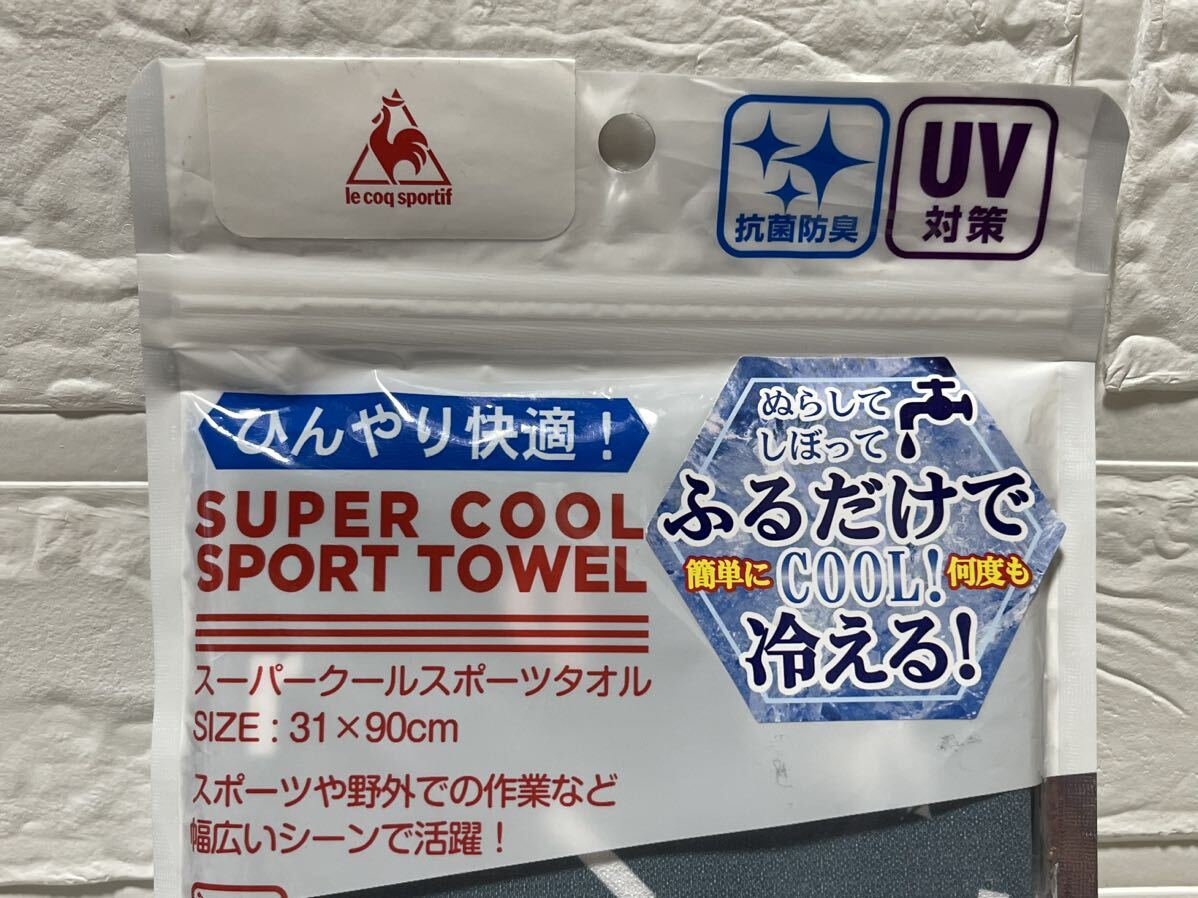 le coq sportif
抗菌防臭
UV
対策
ひんやり快適！
SUPER COOL
SPORT TOWEL
スーパークールスポーツタオル
SIZE : 31×90cm
スポーツや野外での作業など
幅広いシーンで活躍！
ぬらして
しぼって
ふるだけで
簡単に COOL! 何度も
冷える!